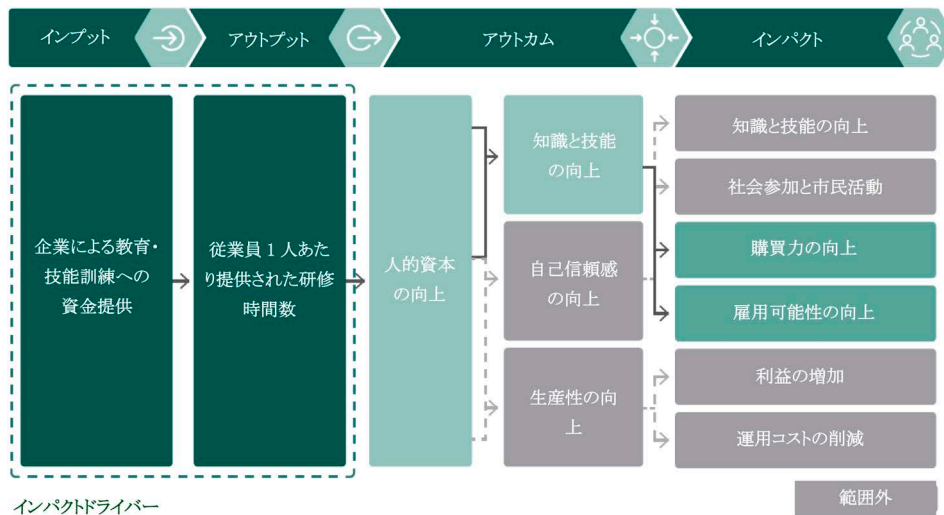 インプット
アウトプット
アウトカム
インパクト
企業による教育・
技能訓練への
資金提供
従業員1人あた
り提供された研修
時間数
人的資本
の向上
知識と技能
の向上
自己信頼感
の向上
生産性の向
上
知識と技能の向上
社会参加と市民活動
購買力の向上
雇用可能性の向上
利益の増加
運用コストの削減
インパクトドライバー
範囲外